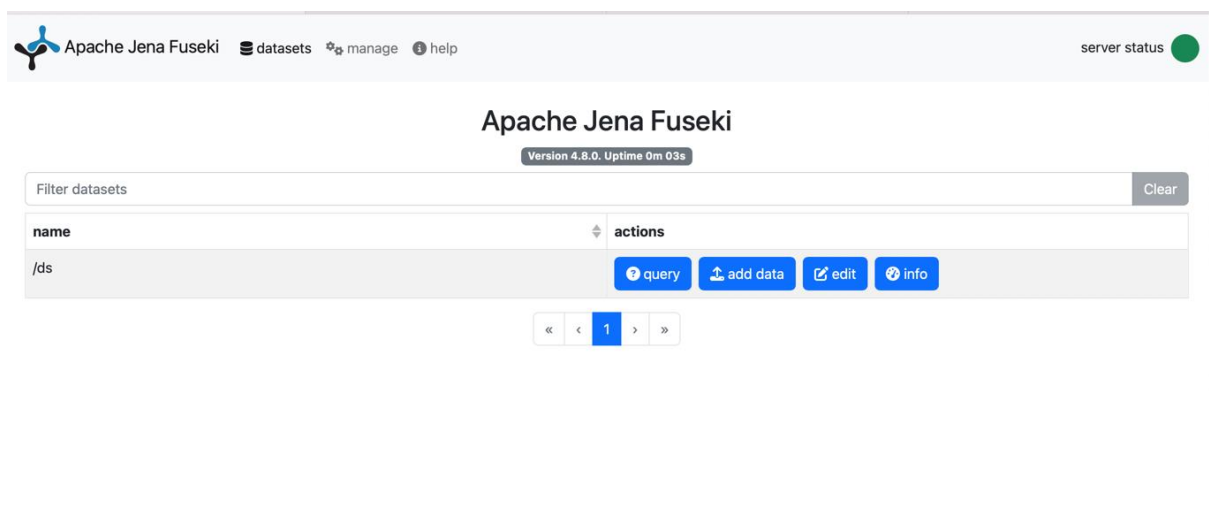 Apache Jena Fuseki datasets manage help server status
Apache Jena Fuseki
Version 4.8.0. Uptime 0m 03s
Filter datasets Clear
name actions
/ds query add data edit info
« ‹ 1 › »